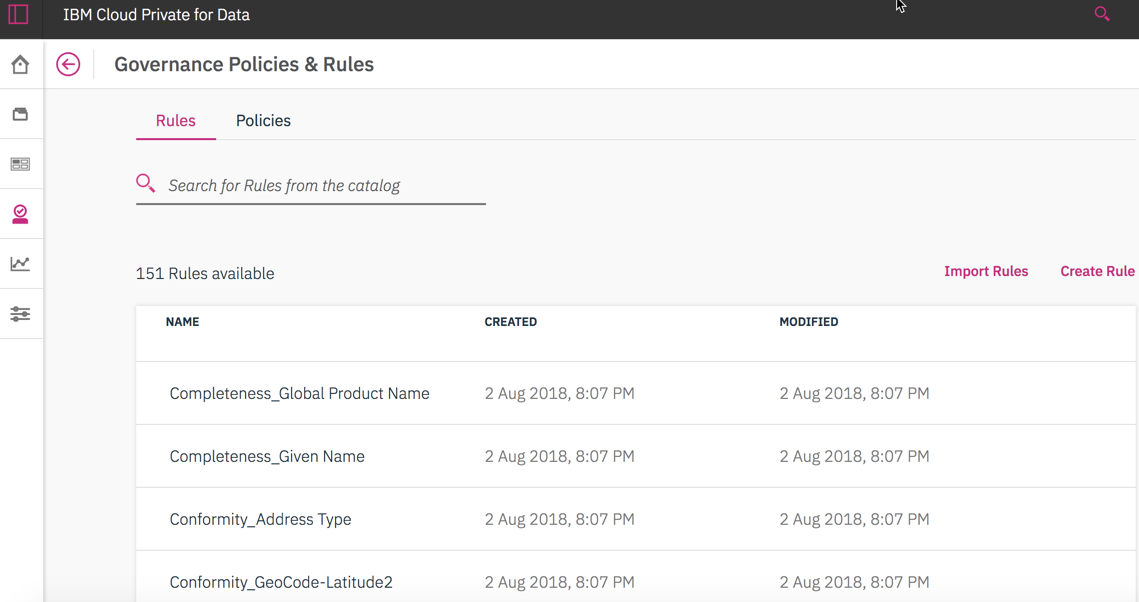 IBM Cloud Private for Data
Governance Policies & Rules
Rules Policies
Search for Rules from the catalog
151 Rules available Import Rules Create Rule
NAME CREATED MODIFIED
Completeness_Global Product Name 2 Aug 2018, 8:07 PM 2 Aug 2018, 8:07 PM
Completeness_Given Name 2 Aug 2018, 8:07 PM 2 Aug 2018, 8:07 PM
Conformity_Address Type 2 Aug 2018, 8:07 PM 2 Aug 2018, 8:07 PM
Conformity_GeoCode-Latitude2 2 Aug 2018, 8:07 PM 2 Aug 2018, 8:07 PM